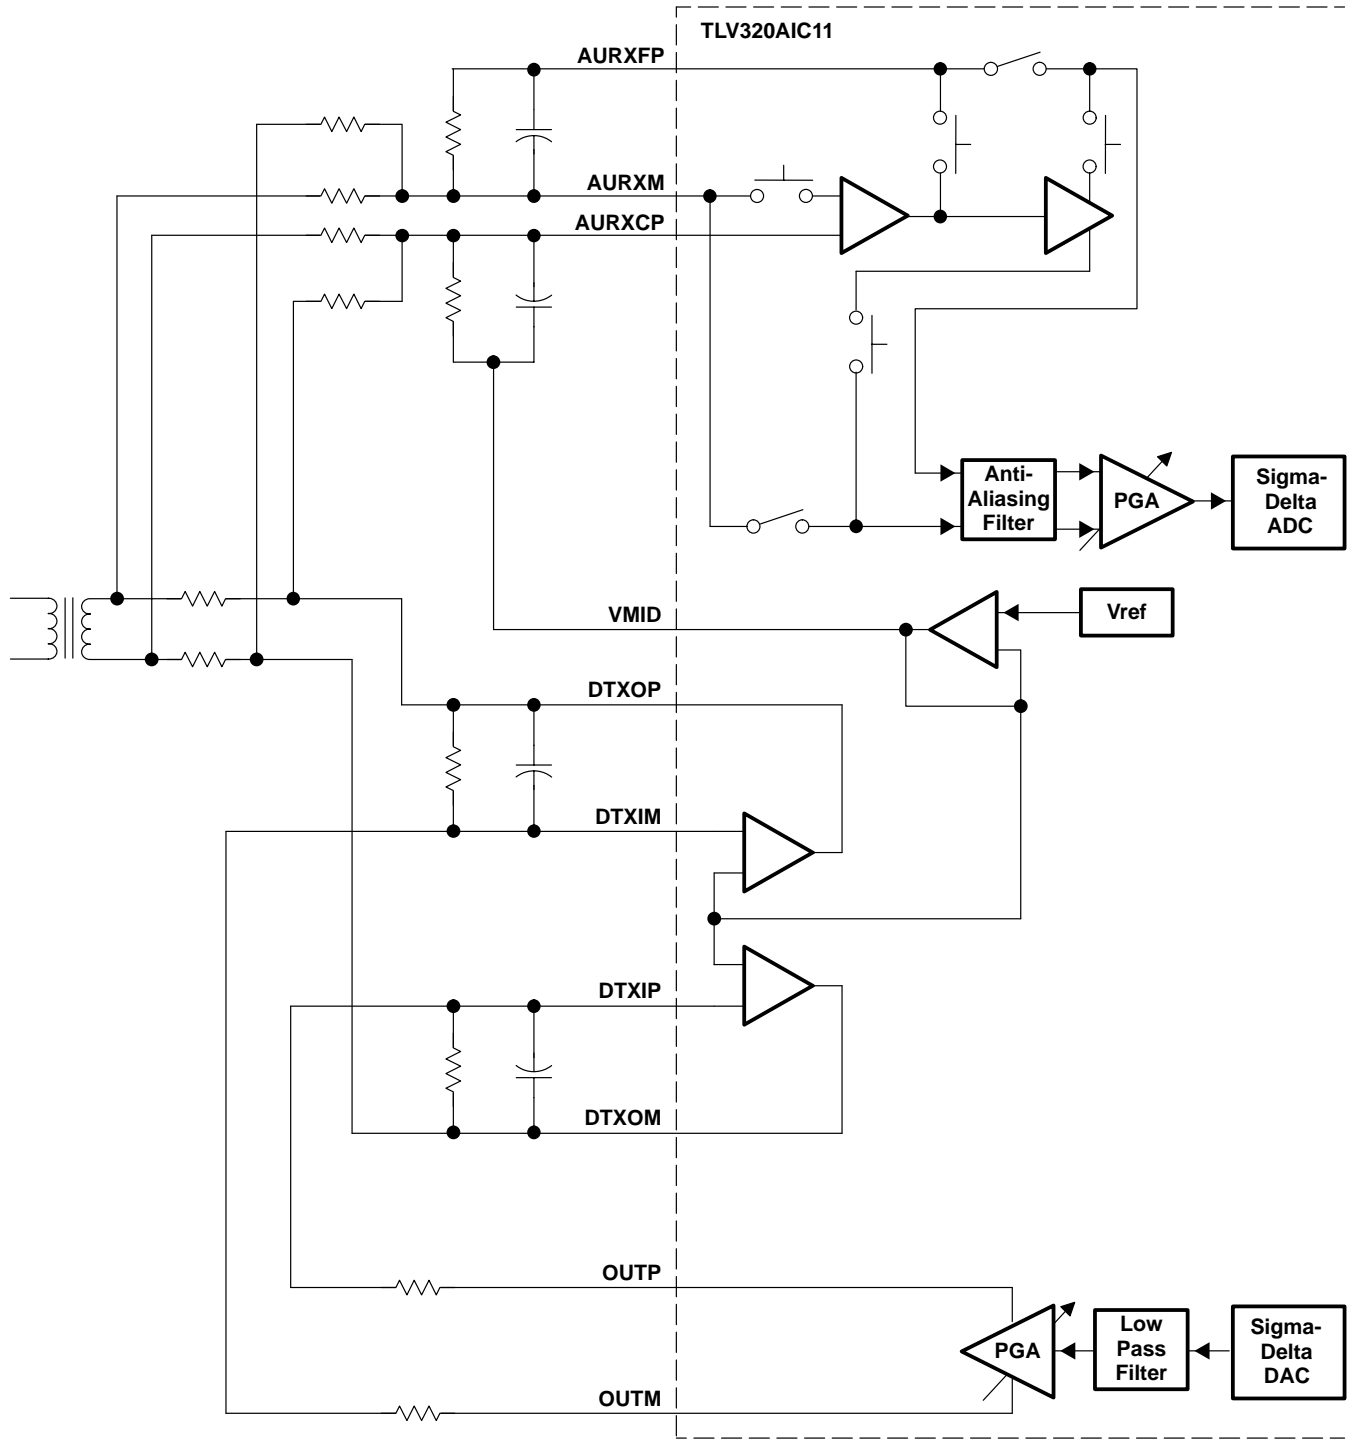 TLV320AIC11
AURXFP
AURXM
AURXCP
Anti-
Aliasing
Filter
PGA
Sigma-
Delta
ADC
VMID
Vref
DTXOP
DTXIM
DTXIP
DTXOM
OUTP
PGA
Low
Pass
Filter
Sigma-
Delta
DAC
OUTM